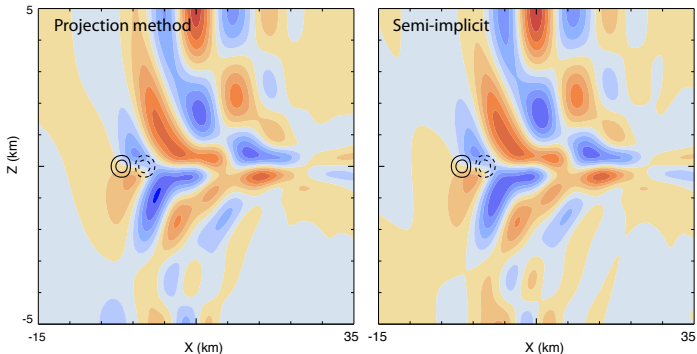 5
Projection method
Semi-implicit
Z (km)
-5
-15
X (km)
35
-15
X (km)
35